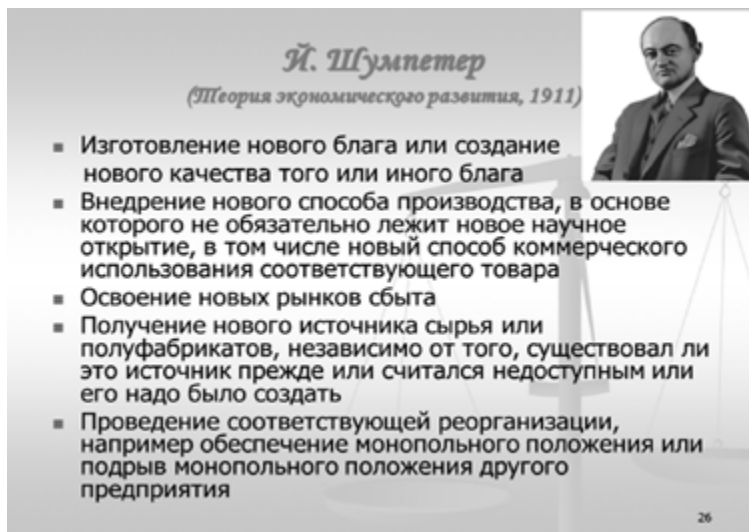 Й. Шумпетер
(Теория экономического развития, 1911)
▪ Изготовление нового блага или создание
нового качества того или иного блага
▪ Внедрение нового способа производства, в основе
которого не обязательно лежит новое научное
открытие, в том числе новый способ коммерческого
использования соответствующего товара
▪ Освоение новых рынков сбыта
▪ Получение нового источника сырья или
полуфабрикатов, независимо от того, существовал ли
это источник прежде или считался недоступным или
его надо было создать
▪ Проведение соответствующей реорганизации,
например обеспечение монопольного положения или
подрыв монопольного положения другого
предприятия
26